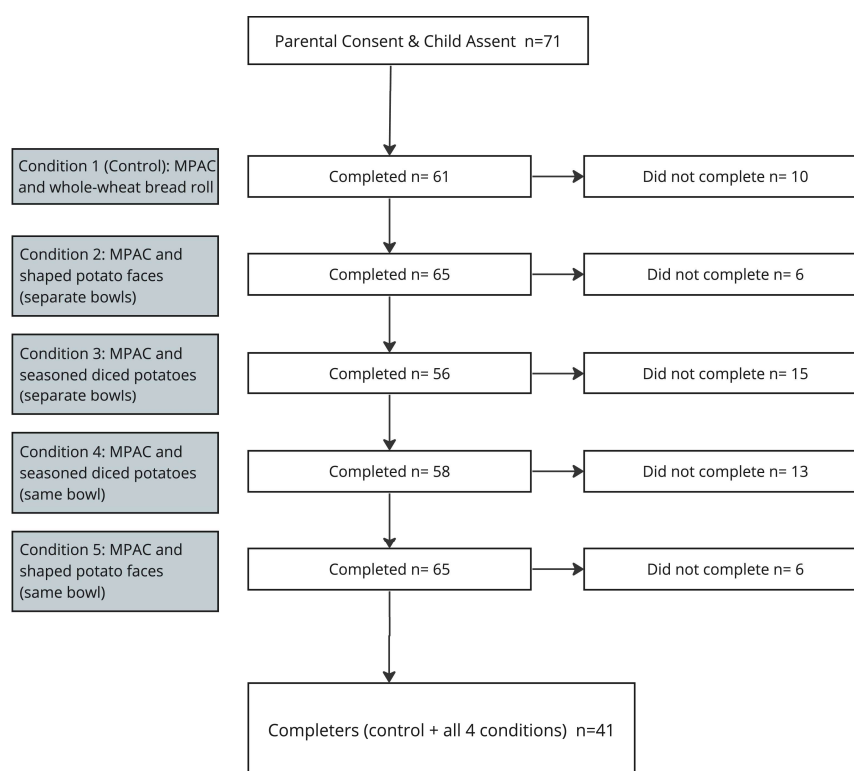 Parental Consent & Child Assent n=71
Condition 1 (Control): MPAC
and whole-wheat bread roll
Completed n= 61
Did not complete n= 10
Condition 2: MPAC and
shaped potato faces
(separate bowls)
Completed n= 65
Did not complete n= 6
Condition 3: MPAC and
seasoned diced potatoes
(separate bowls)
Completed n= 56
Did not complete n= 15
Condition 4: MPAC and
seasoned diced potatoes
(same bowl)
Completed n= 58
Did not complete n= 13
Condition 5: MPAC and
shaped potato faces
(same bowl)
Completed n= 65
Did not complete n= 6
Completers (control + all 4 conditions) n=41